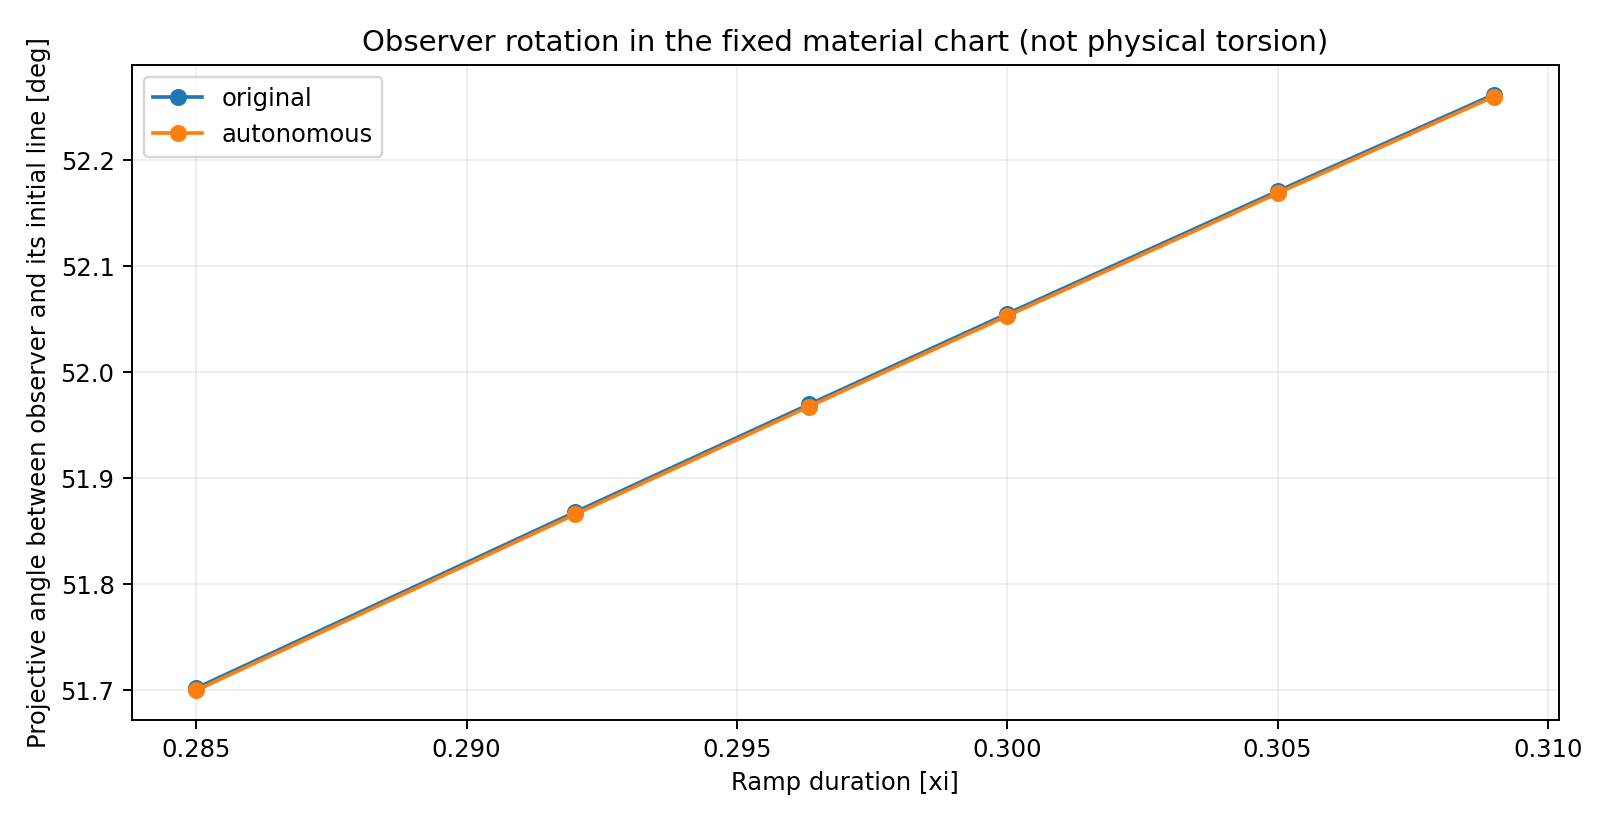 Observer rotation in the fixed material chart (not physical torsion)
original
autonomous
Projective angle between observer and its initial line [deg]
52.2
52.1
52.0
51.9
51.8
51.7
0.285
0.290
0.295
0.300
0.305
0.310
Ramp duration [xi]